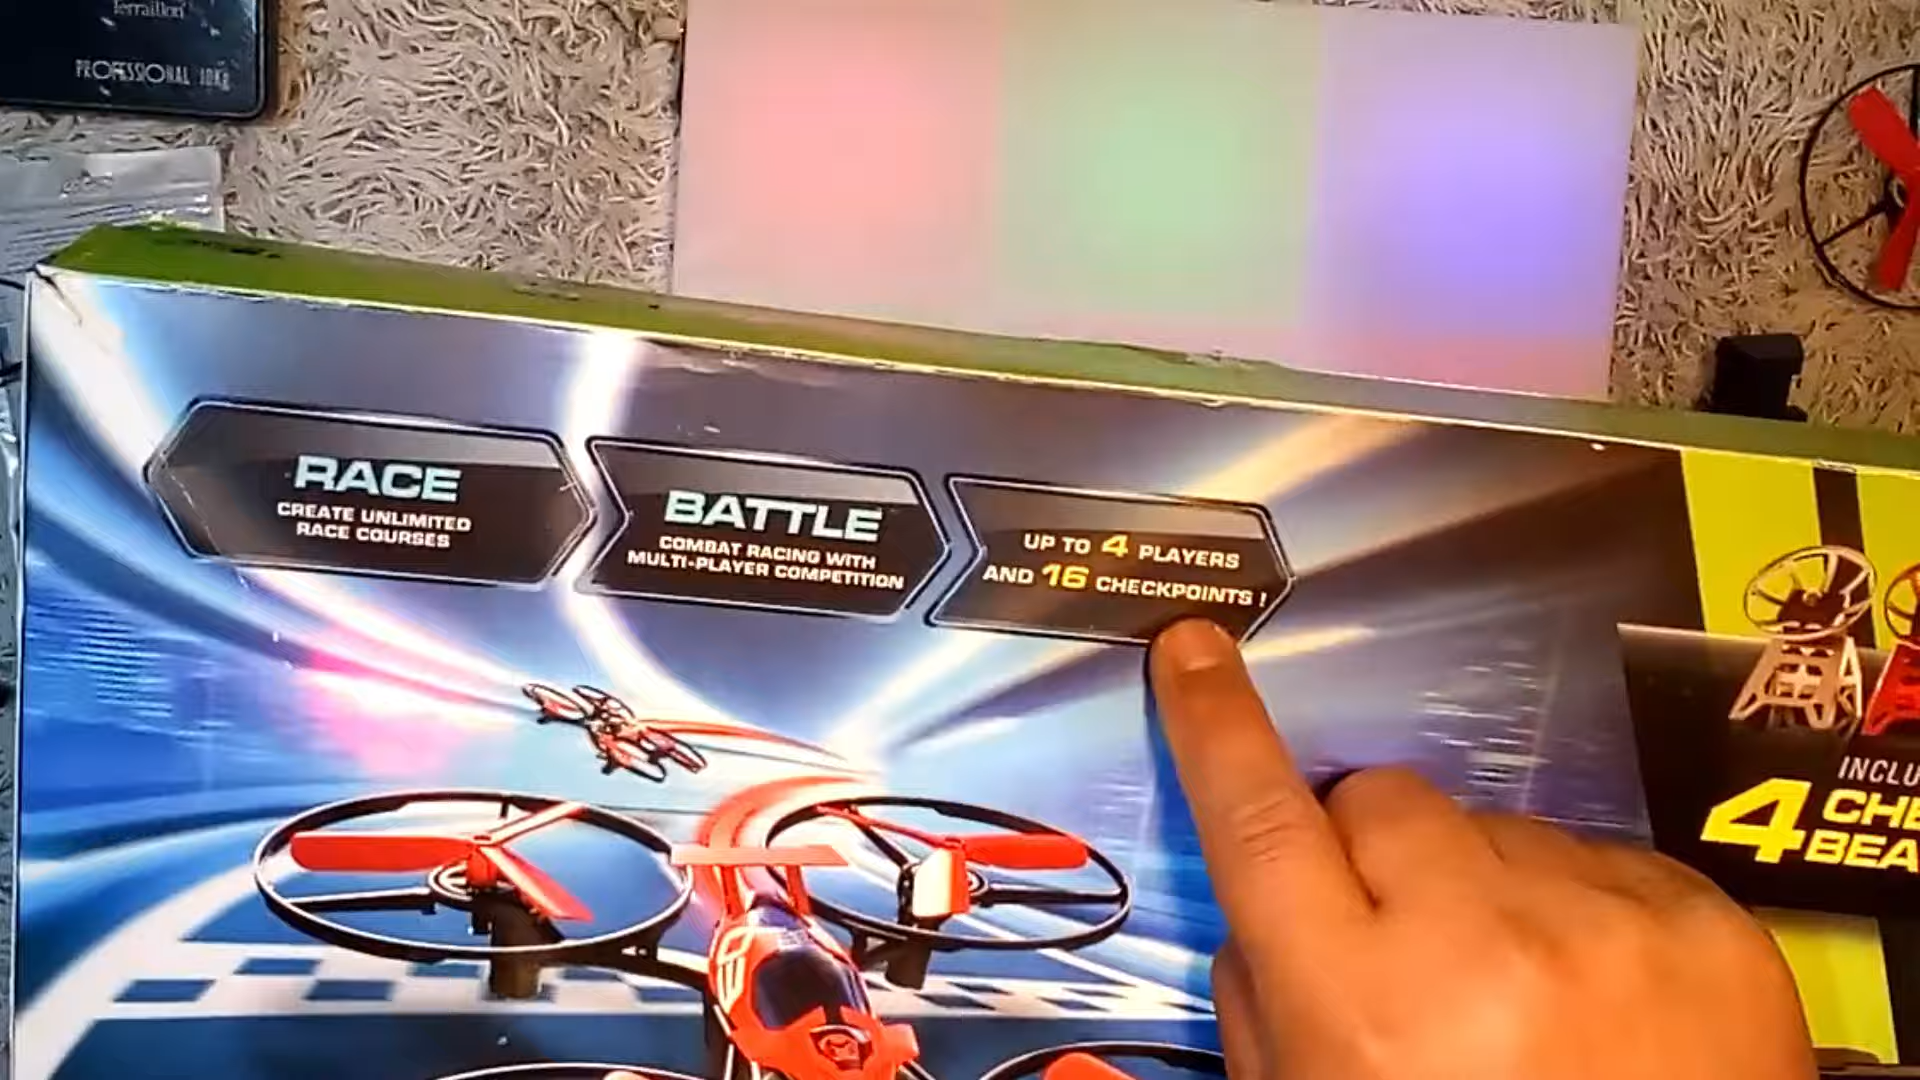 Terraillon
PROFESSIONAL 10Kg
RACE
CREATE UNLIMITED
RACE COURSES
BATTLE
COMBAT RACING WITH
MULTI-PLAYER COMPETITION
UP TO 4 PLAYERS
AND 16 CHECKPOINTS !
INCLU
4 CHE
BEA